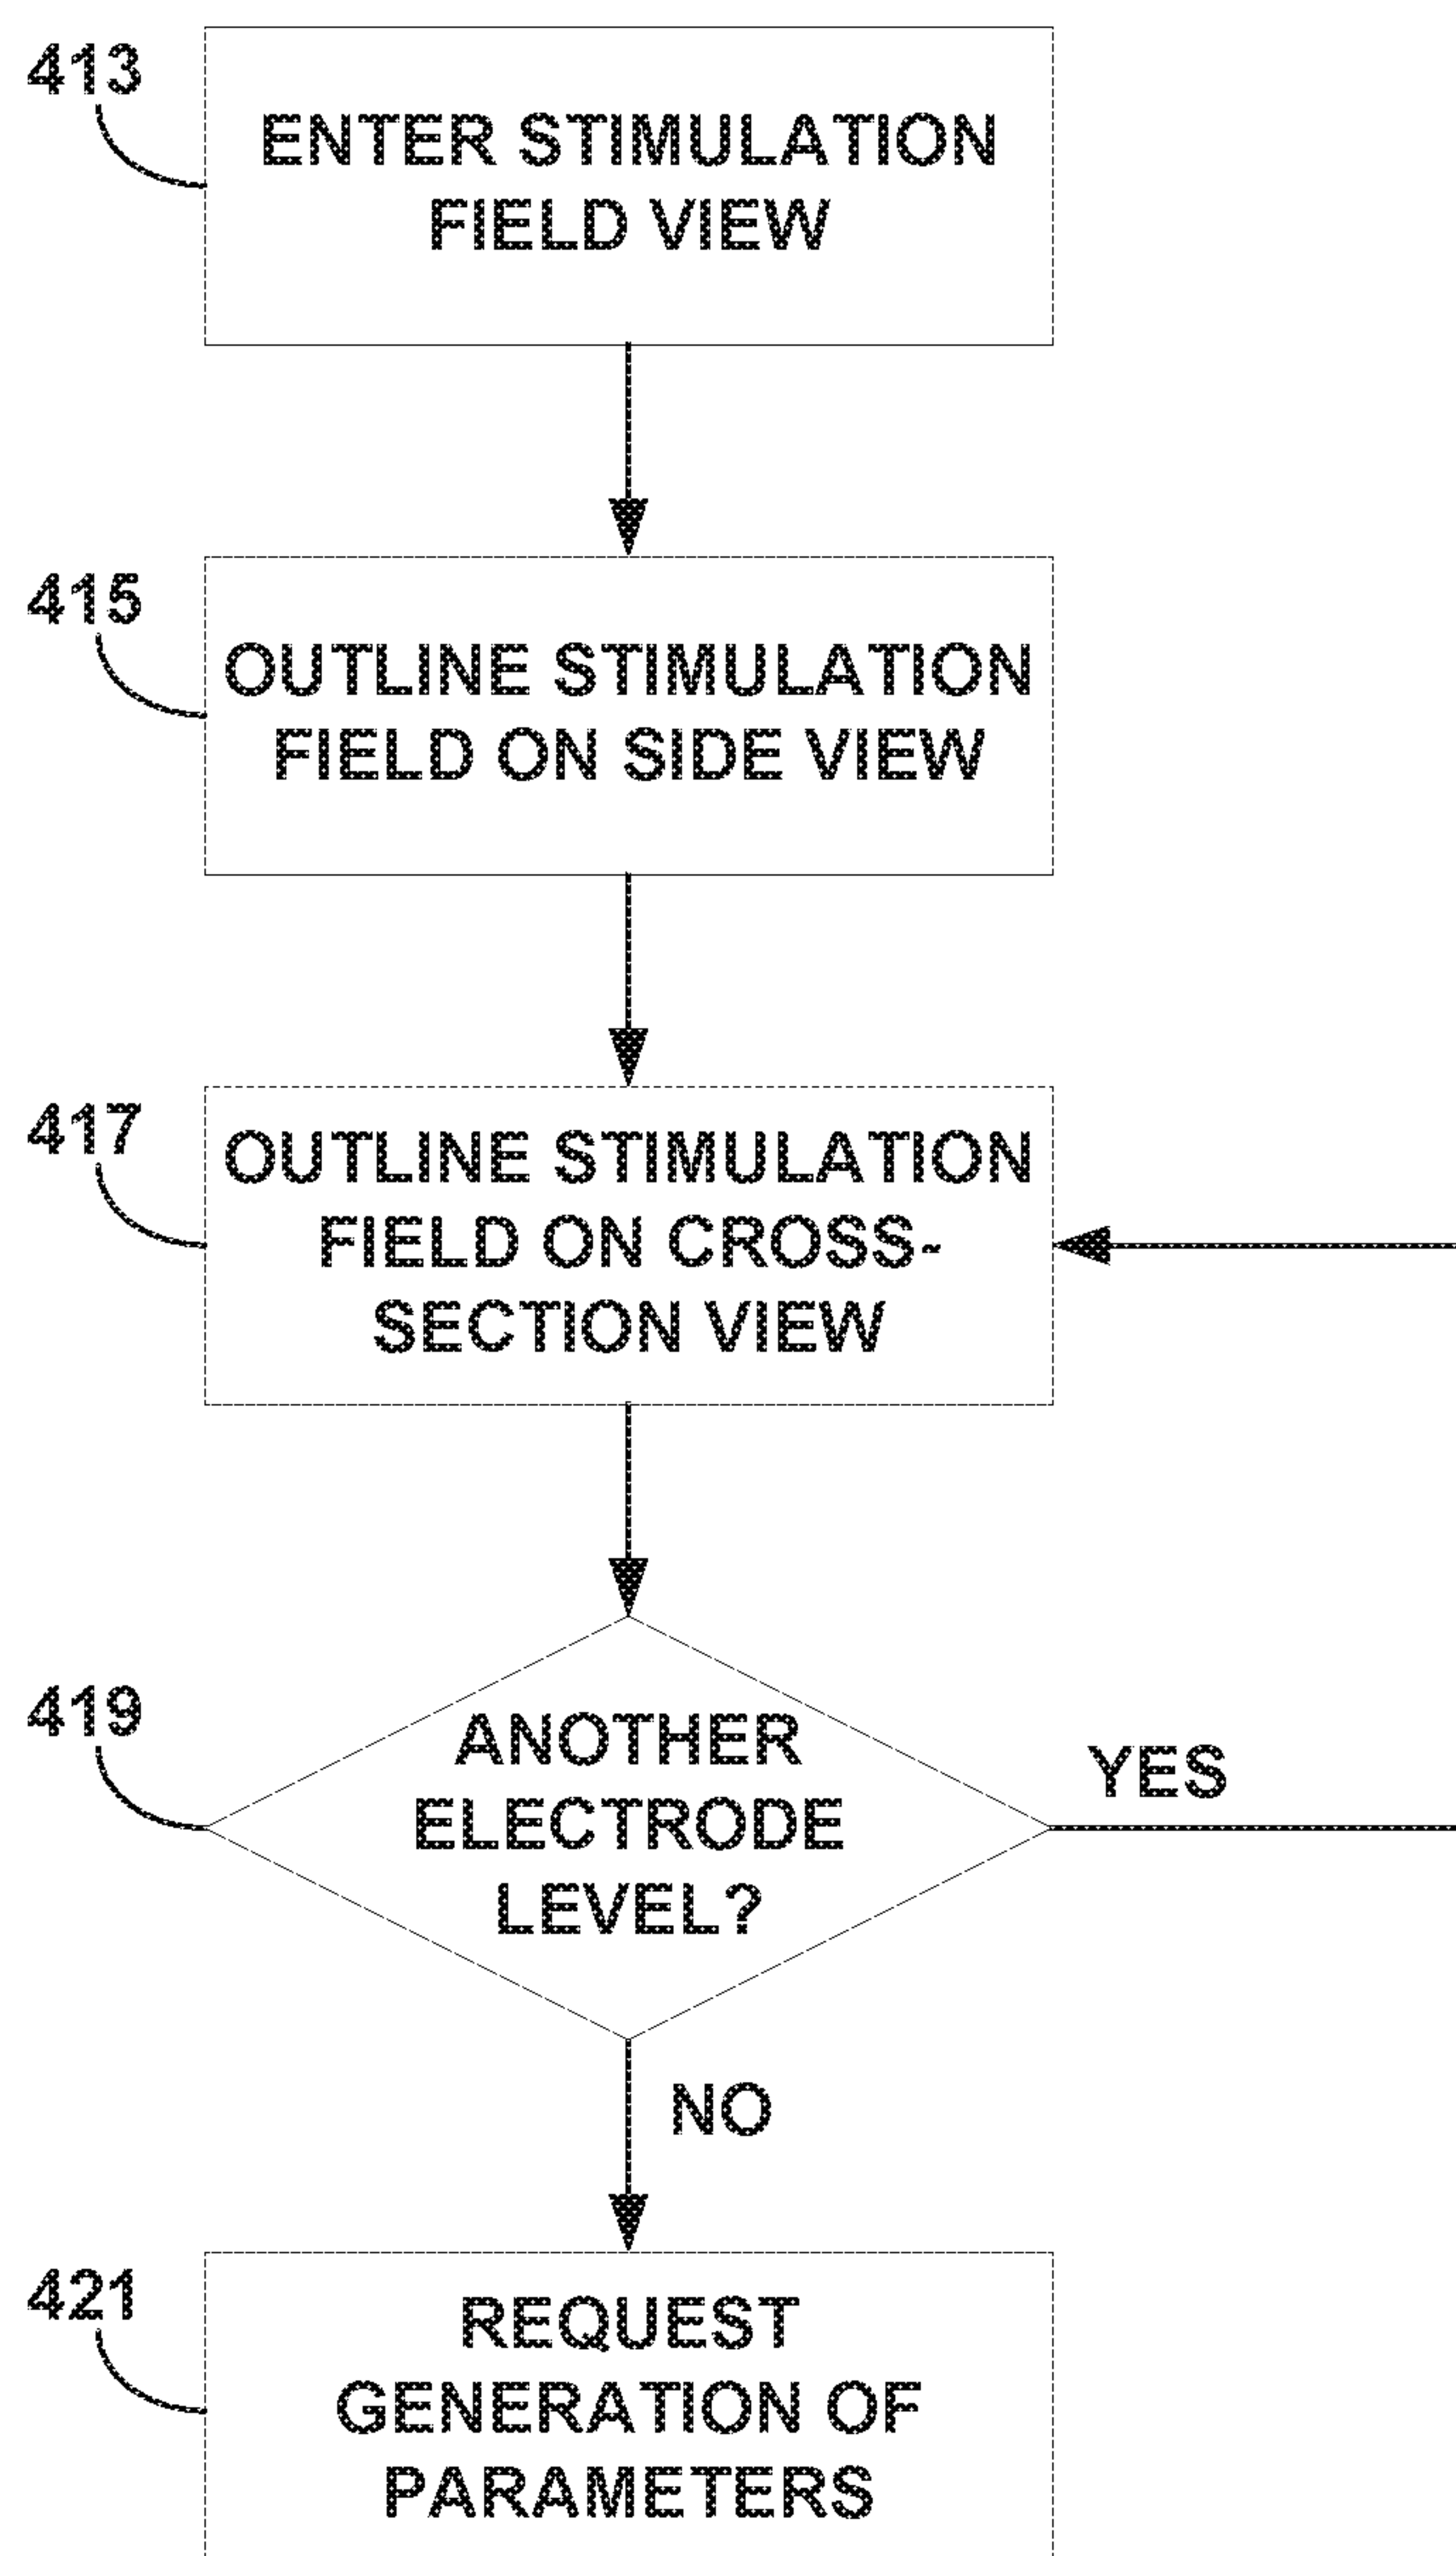 413
ENTER STIMULATION
FIELD VIEW
415
OUTLINE STIMULATION
FIELD ON SIDE VIEW
417
OUTLINE STIMULATION
FIELD ON CROSS-
SECTION VIEW
419
ANOTHER
ELECTRODE
LEVEL?
YES
NO
421
REQUEST
GENERATION OF
PARAMETERS